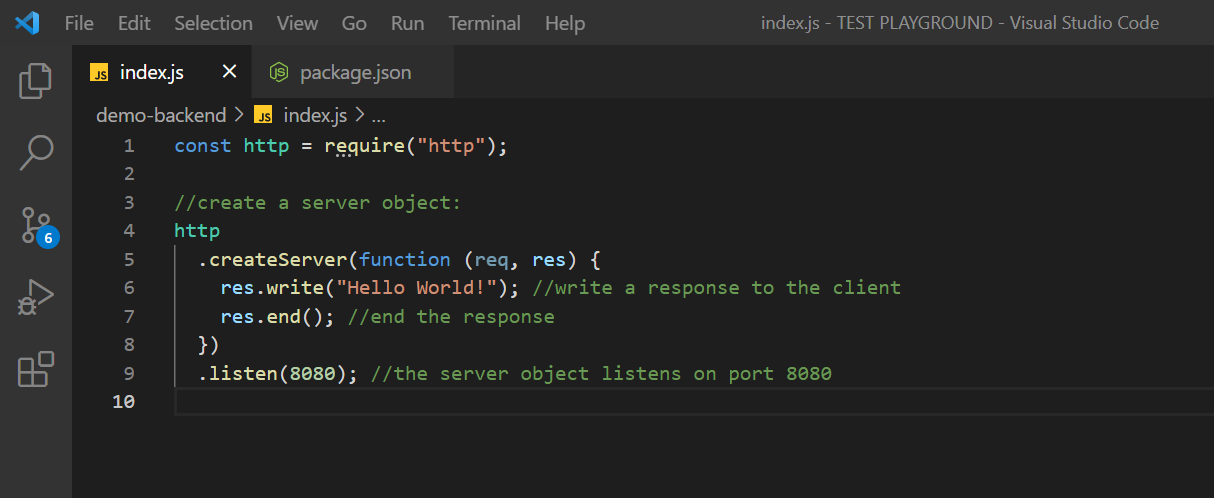 File Edit Selection View Go Run Terminal Help index.js - TEST PLAYGROUND - Visual Studio Code
JS index.js × JS package.json
demo-backend > JS index.js > ...
1 const http = require("http");
2
3 //create a server object:
4 http
5   .createServer(function (req, res) {
6     res.write("Hello World!"); //write a response to the client
7     res.end(); //end the response
8   })
9   .listen(8080); //the server object listens on port 8080
10
6